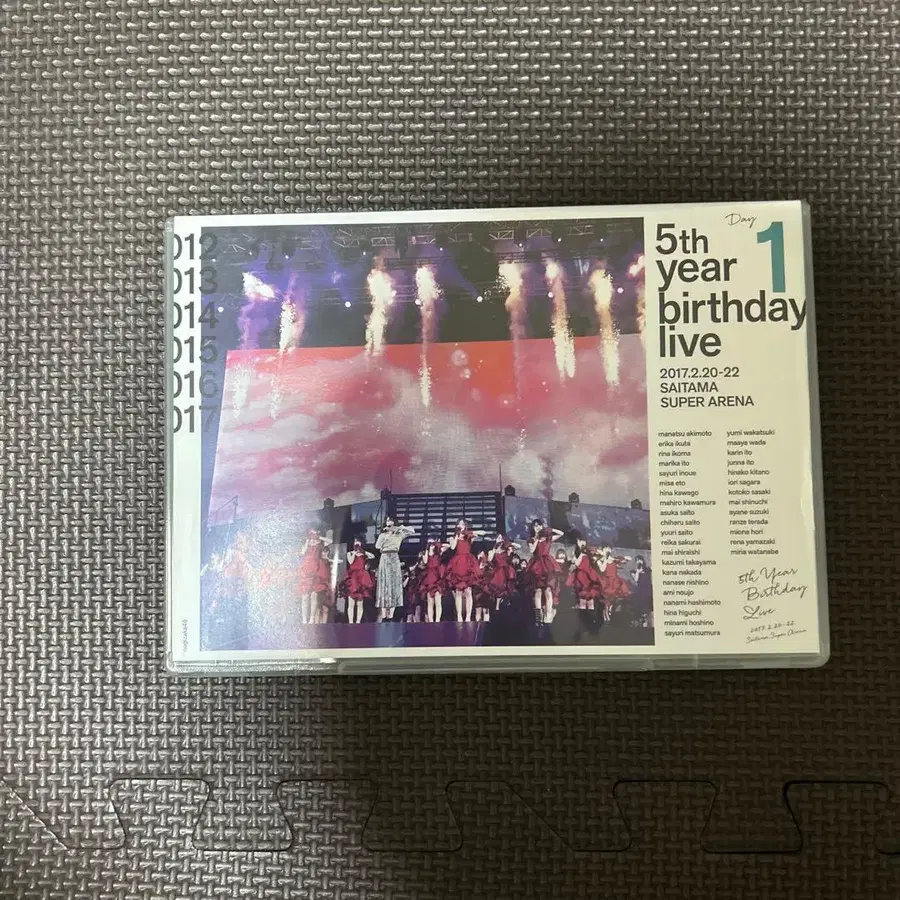 012
013
014
015
016
017
Day
1
5th
year
birthday
live
2017.2.20-22
SAITAMA
SUPER ARENA
manatsu akimoto
erika ikuta
rina ikoma
marika ito
sayuri inoue
misa eto
hina kawago
mahiro kawamura
asuka saito
chiharu saito
yuuri saito
reika sakurai
mai shiraishi
kazumi takayama
kana nakada
nanase nishino
ami noujo
nanami hashimoto
hina higuchi
minami hoshino
sayuri matsumura
yumi wakatsuki
maaya wada
karin ito
junna ito
hinako kitano
iori sagara
kotoko sasaki
mai shinuchi
ayane suzuki
ranze terada
miona hori
rena yamazaki
miria watanabe
5th Year
Birthday
Live
2017.2.20-22
Saitama Super Arena
nogizaka46